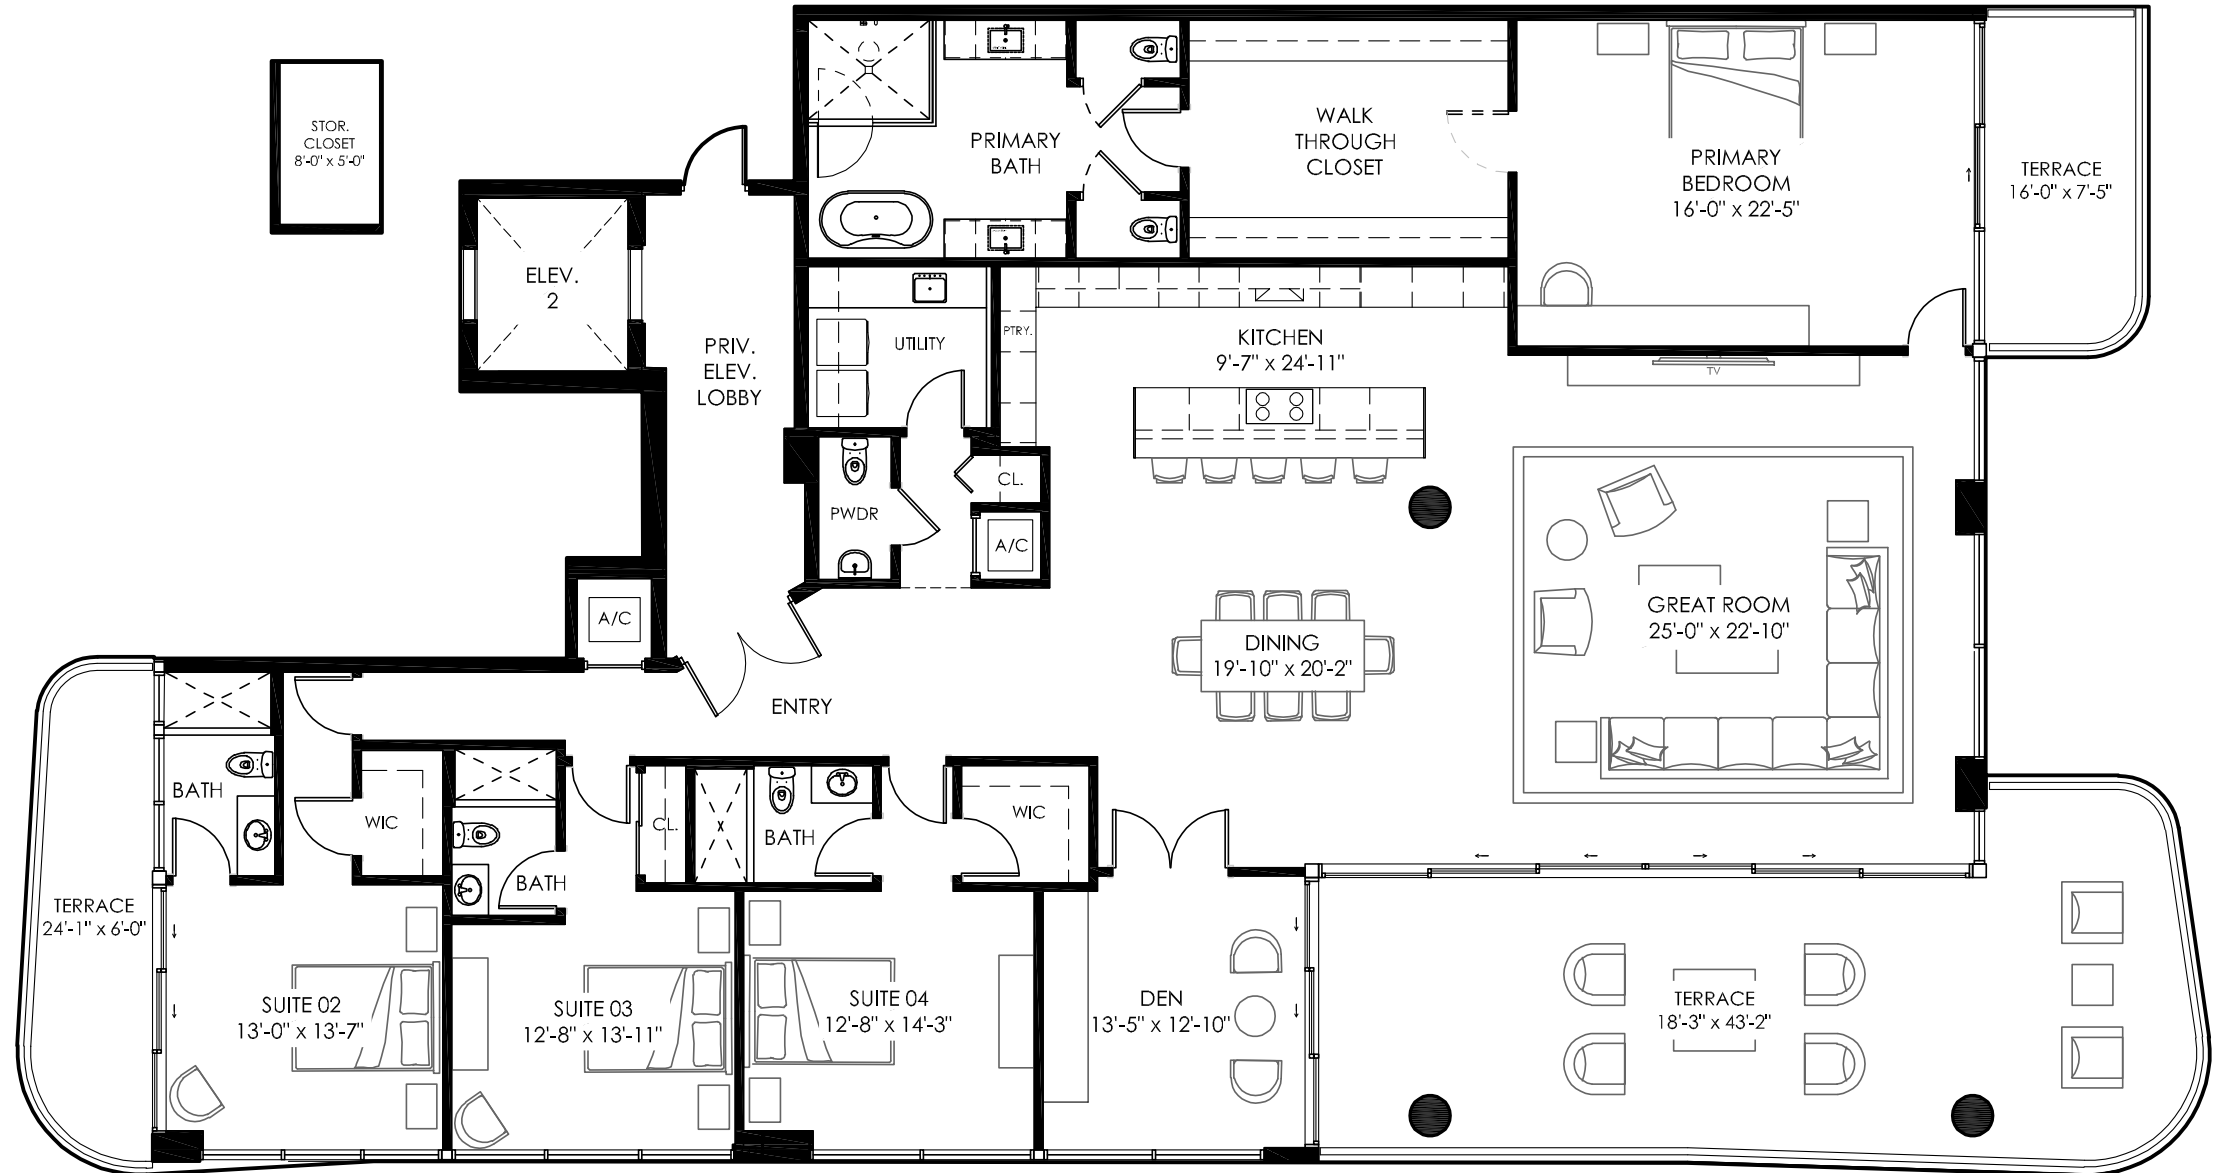 STOR.
CLOSET
8'-0" x 5'-0"
ELEV.
2
PRIV.
ELEV.
LOBBY
PRIMARY
BATH
WALK
THROUGH
CLOSET
PRIMARY
BEDROOM
16'-0" x 22'-5"
TERRACE
16'-0" x 7'-5"
UTILITY
PTRY.
KITCHEN
9'-7" x 24'-11"
TV
CL.
PWDR
A/C
A/C
GREAT ROOM
25'-0" x 22'-10"
DINING
19'-10" x 20'-2"
ENTRY
BATH
WIC
CL.
BATH
WIC
BATH
TERRACE
24'-1" x 6'-0"
SUITE 02
13'-0" x 13'-7"
SUITE 03
12'-8" x 13'-11"
SUITE 04
12'-8" x 14'-3"
DEN
13'-5" x 12'-10"
TERRACE
18'-3" x 43'-2"